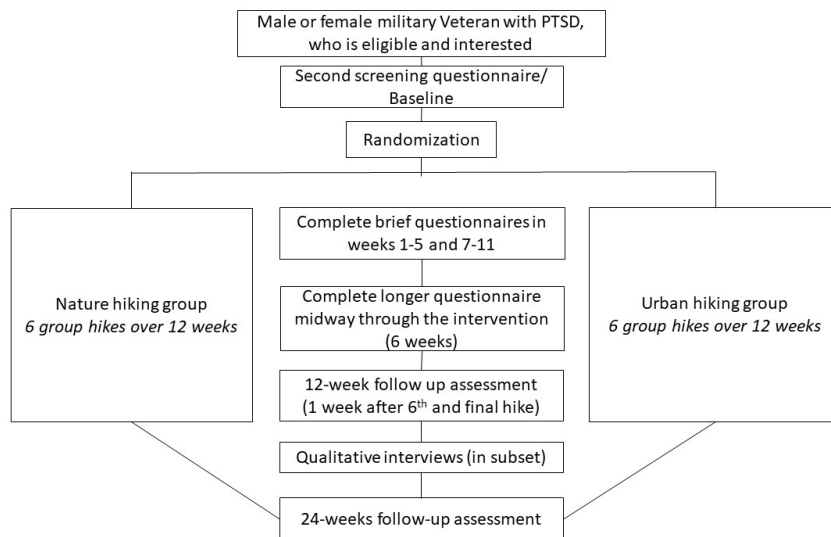 Male or female military Veteran with PTSD,
who is eligible and interested
Second screening questionnaire/
Baseline
Randomization
Nature hiking group
6 group hikes over 12 weeks
Complete brief questionnaires in
weeks 1-5 and 7-11
Complete longer questionnaire
midway through the intervention
(6 weeks)
12-week follow up assessment
(1 week after 6th and final hike)
Qualitative interviews (in subset)
24-weeks follow-up assessment
Urban hiking group
6 group hikes over 12 weeks